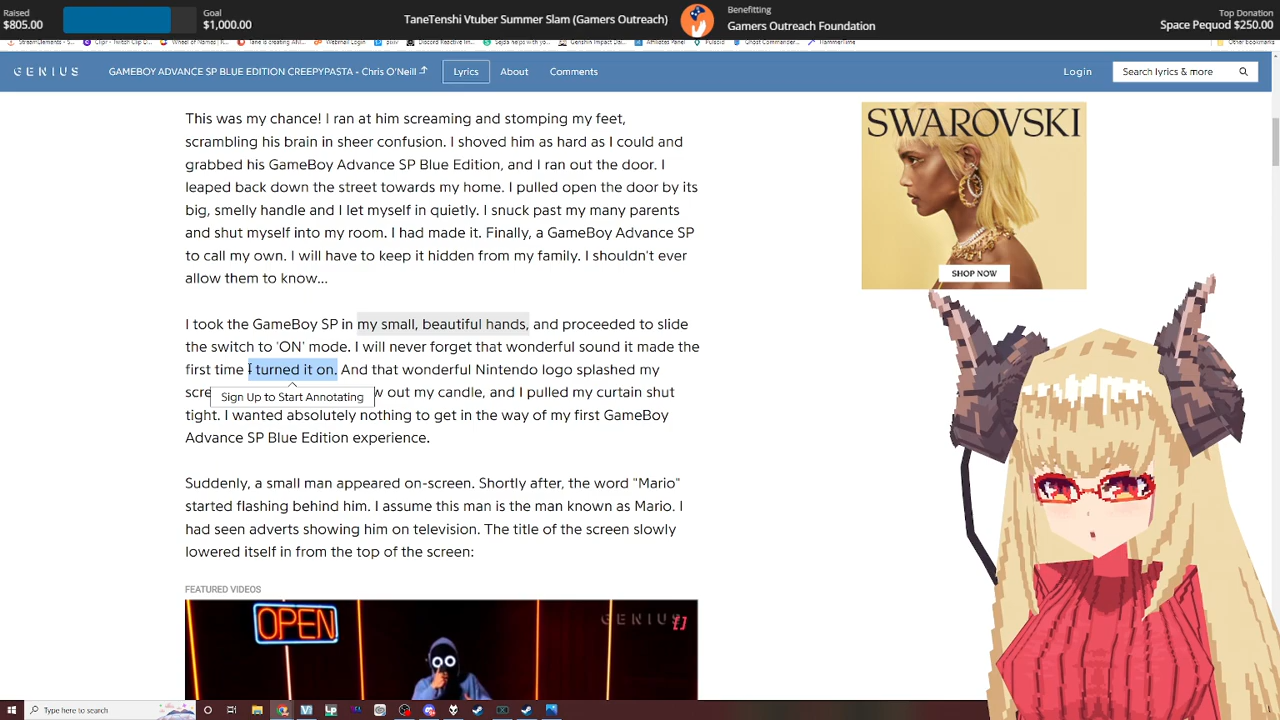 Raised
$805.00
Goal
$1,000.00
TaneTenshi Vtuber Summer Slam (Gamers Outreach)
Benefitting
Gamers Outreach Foundation
Top Donation
Space Pequod $250.00
GENIUS
GAMEBOY ADVANCE SP BLUE EDITION CREEPYPASTA - Chris O'Neill
Lyrics
About
Comments
Login
Search lyrics & more
This was my chance! I ran at him screaming and stomping my feet,
scrambling his brain in sheer confusion. I shoved him as hard as I could and
grabbed his GameBoy Advance SP Blue Edition, and I ran out the door. I
leaped back down the street towards my home. I pulled open the door by its
big, smelly handle and I let myself in quietly. I snuck past my many parents
and shut myself into my room. I had made it. Finally, a GameBoy Advance SP
to call my own. I will have to keep it hidden from my family. I shouldn't ever
allow them to know...
I took the GameBoy SP in my small, beautiful hands, and proceeded to slide
the switch to 'ON' mode. I will never forget that wonderful sound it made the
first time I turned it on. And that wonderful Nintendo logo splashed my
Sign Up to Start Annotating
out my candle, and I pulled my curtain shut
tight. I wanted absolutely nothing to get in the way of my first GameBoy
Advance SP Blue Edition experience.
Suddenly, a small man appeared on-screen. Shortly after, the word "Mario"
started flashing behind him. I assume this man is the man known as Mario. I
had seen adverts showing him on television. The title of the screen slowly
lowered itself in from the top of the screen:
FEATURED VIDEOS
OPEN
GENIUS
SWAROVSKI
SHOP NOW
Type here to search